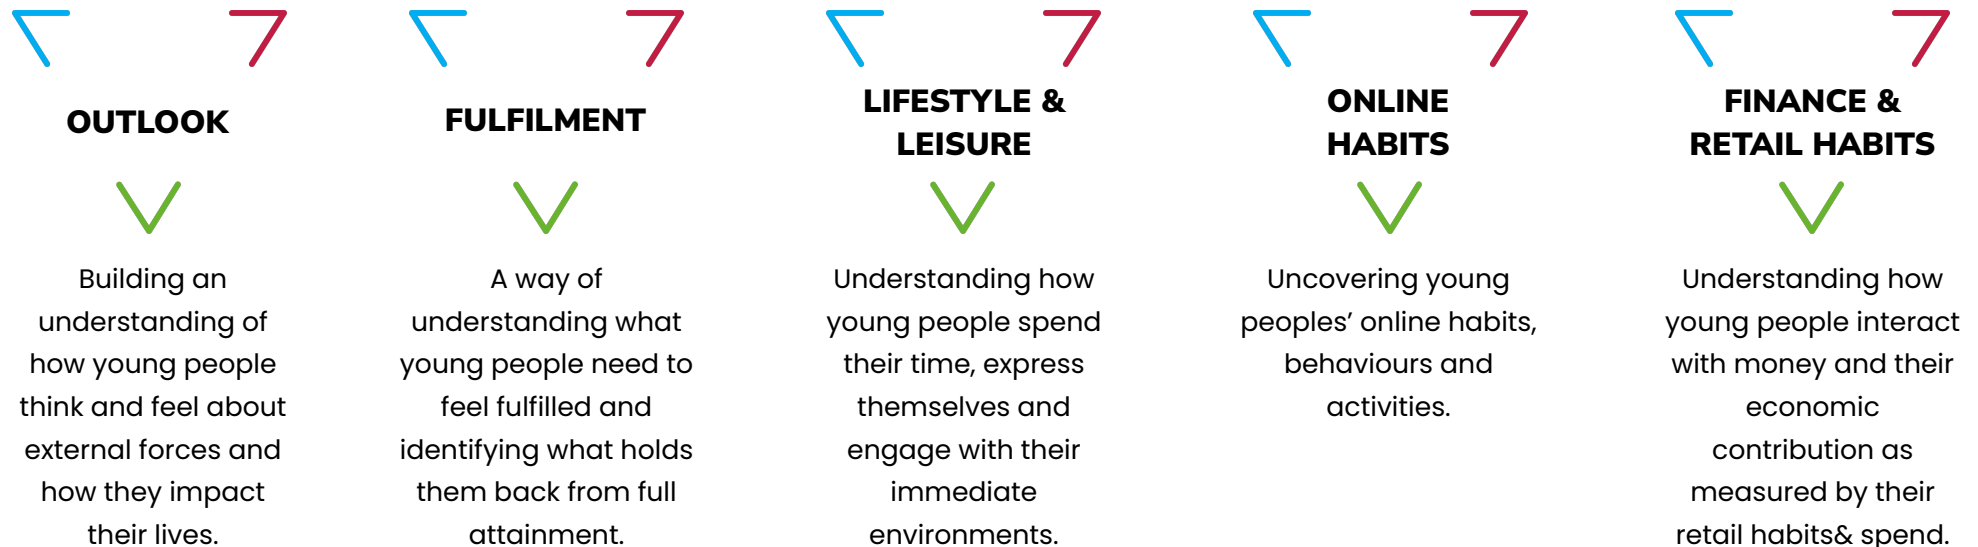 OUTLOOK
Building an
understanding of
how young people
think and feel about
external forces and
how they impact
their lives.
FULFILMENT
A way of
understanding what
young people need to
feel fulfilled and
identifying what holds
them back from full
attainment.
LIFESTYLE &
LEISURE
Understanding how
young people spend
their time, express
themselves and
engage with their
immediate
environments.
ONLINE
HABITS
Uncovering young
peoples’ online habits,
behaviours and
activities.
FINANCE &
RETAIL HABITS
Understanding how
young people interact
with money and their
economic
contribution as
measured by their
retail habits& spend.